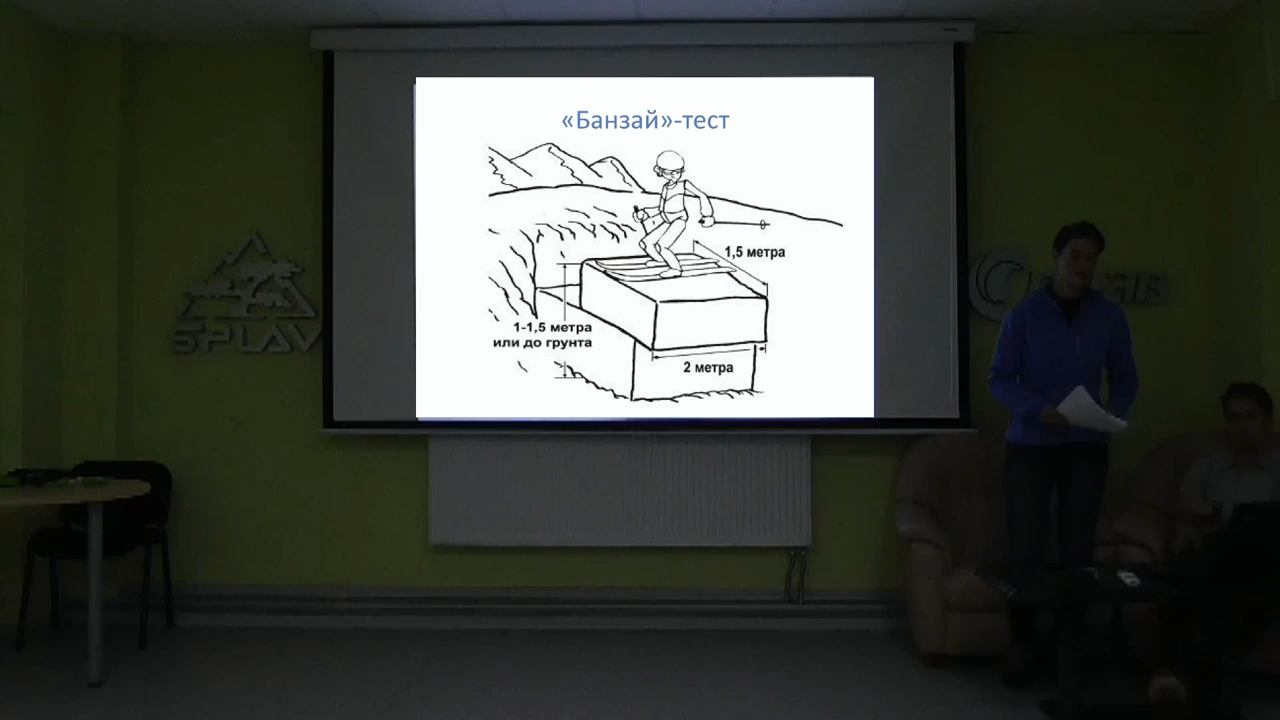 «Банзай»-тест
1,5 метра
1-1,5 метра
или до грунта
2 метра
SPLAV